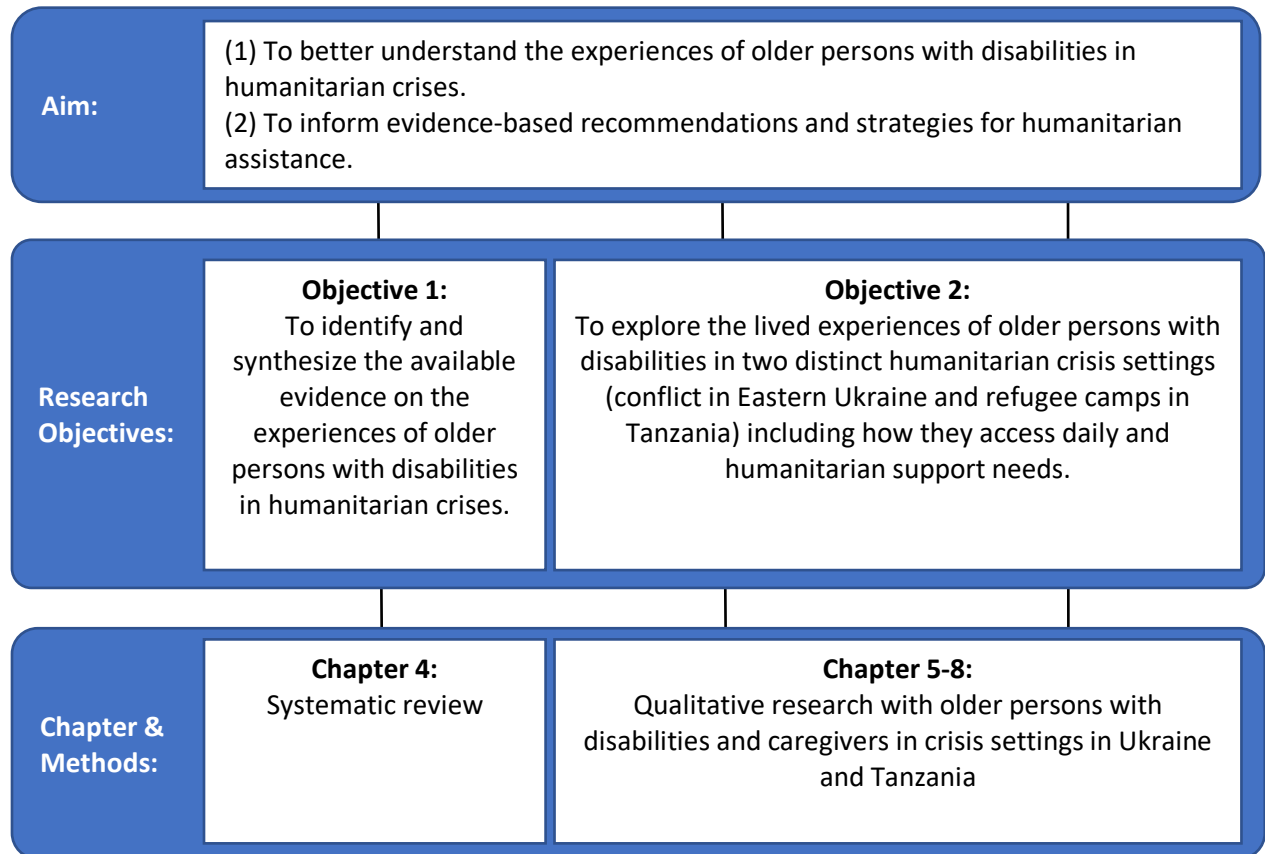 Aim:
(1) To better understand the experiences of older persons with disabilities in
humanitarian crises.
(2) To inform evidence-based recommendations and strategies for humanitarian
assistance.
Research
Objectives:
Objective 1:
To identify and
synthesize the available
evidence on the
experiences of older
persons with disabilities
in humanitarian crises.
Objective 2:
To explore the lived experiences of older persons with
disabilities in two distinct humanitarian crisis settings
(conflict in Eastern Ukraine and refugee camps in
Tanzania) including how they access daily and
humanitarian support needs.
Chapter &
Methods:
Chapter 4:
Systematic review
Chapter 5-8:
Qualitative research with older persons with
disabilities and caregivers in crisis settings in Ukraine
and Tanzania